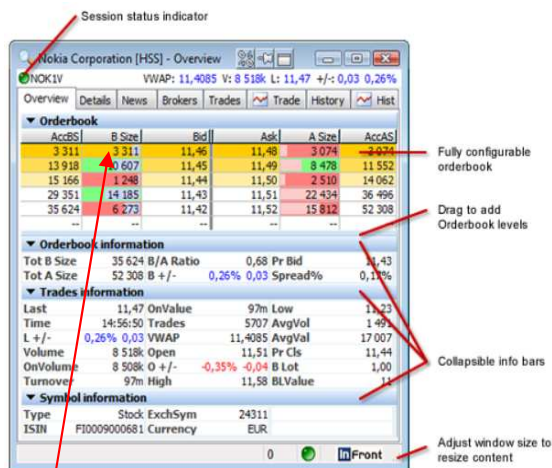 Session status indicator
Nokia Corporation [HSS] - Overview
NOK1V VWAP: 11,4085 V: 8 518k L: 11,47 +/-: 0,03 0,26%
Overview Details News Brokers Trades Trade History Hist
Orderbook
AccBS B Size Bid Ask A Size AccAS
3 311 3 311 11,46 11,48 3 074 3 074
Fully configurable
orderbook
13 918 10 607 11,45 11,49 8 478 11 552
15 166 1 248 11,44 11,50 2 510 14 062
29 351 14 185 11,43 11,51 22 434 36 496
35 624 6 273 11,42 11,52 15 812 52 308
-- -- -- -- -- --
Drag to add
Orderbook levels
Orderbook information
Tot B Size 35 624 B/A Ratio 0,68 Pr Bid 11,43
Tot A Size 52 308 B +/- 0,26% 0,03 Spread% 0,17%
Trades information
Last 11,47 OnValue 97m Low 11,23
Time 14:56:50 Trades 5707 AvgVol 1 491
L +/- 0,26% 0,03 VWAP 11,4085 AvgVal 17 007
Volume 8 518k Open 11,51 Pr Cls 11,44
OnVolume 8 508k O +/- -0,35% -0,04 B Lot 1,00
Turnover 97m High 11,58 BLValue 11
Collapsible info bars
Symbol information
Type Stock ExchSym 24311
ISIN FI0009000681 Currency EUR
0 InFront
Adjust window size to
resize content